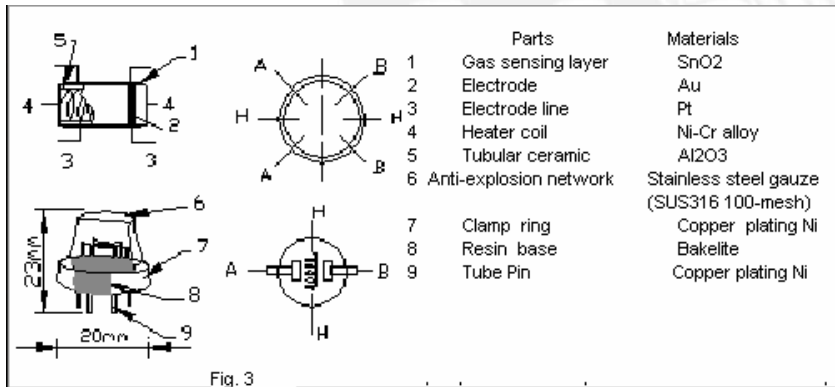 Parts Materials
1 Gas sensing layer SnO2
2 Electrode Au
3 Electrode line Pt
4 Heater coil Ni-Cr alloy
5 Tubular ceramic Al2O3
6 Anti-explosion network Stainless steel gauze
(SUS316 100-mesh)
7 Clamp ring Copper plating Ni
8 Resin base Bakelite
9 Tube Pin Copper plating Ni
5
1
4
4
2
3 3
A B
H H
A B
6
7
8
9
23mm
20mm
H
A B
H
Fig. 3